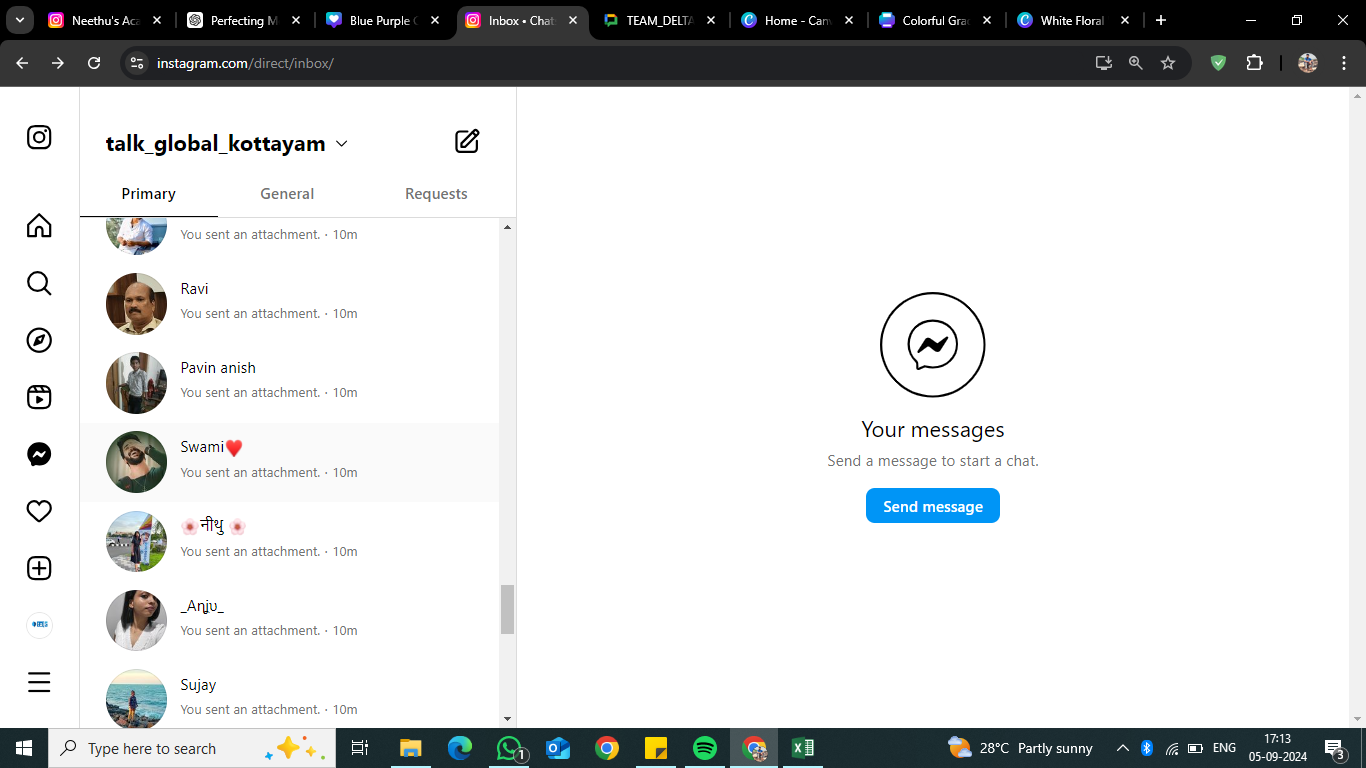 Neethu's Aca
Perfecting M
Blue Purple G
Inbox • Chats
TEAM_DELTA
Home - Canv
Colorful Grad
White Floral
instagram.com/direct/inbox/
talk_global_kottayam
Primary General Requests
You sent an attachment. · 10m
Ravi
You sent an attachment. · 10m
Pavin anish
You sent an attachment. · 10m
Swami❤️
You sent an attachment. · 10m
🌸नीथु 🌸
You sent an attachment. · 10m
_Anįυ_
You sent an attachment. · 10m
Sujay
You sent an attachment. · 10m
Your messages
Send a message to start a chat.
Send message
Type here to search
1
28°C Partly sunny
ENG
17:13
05-09-2024
3